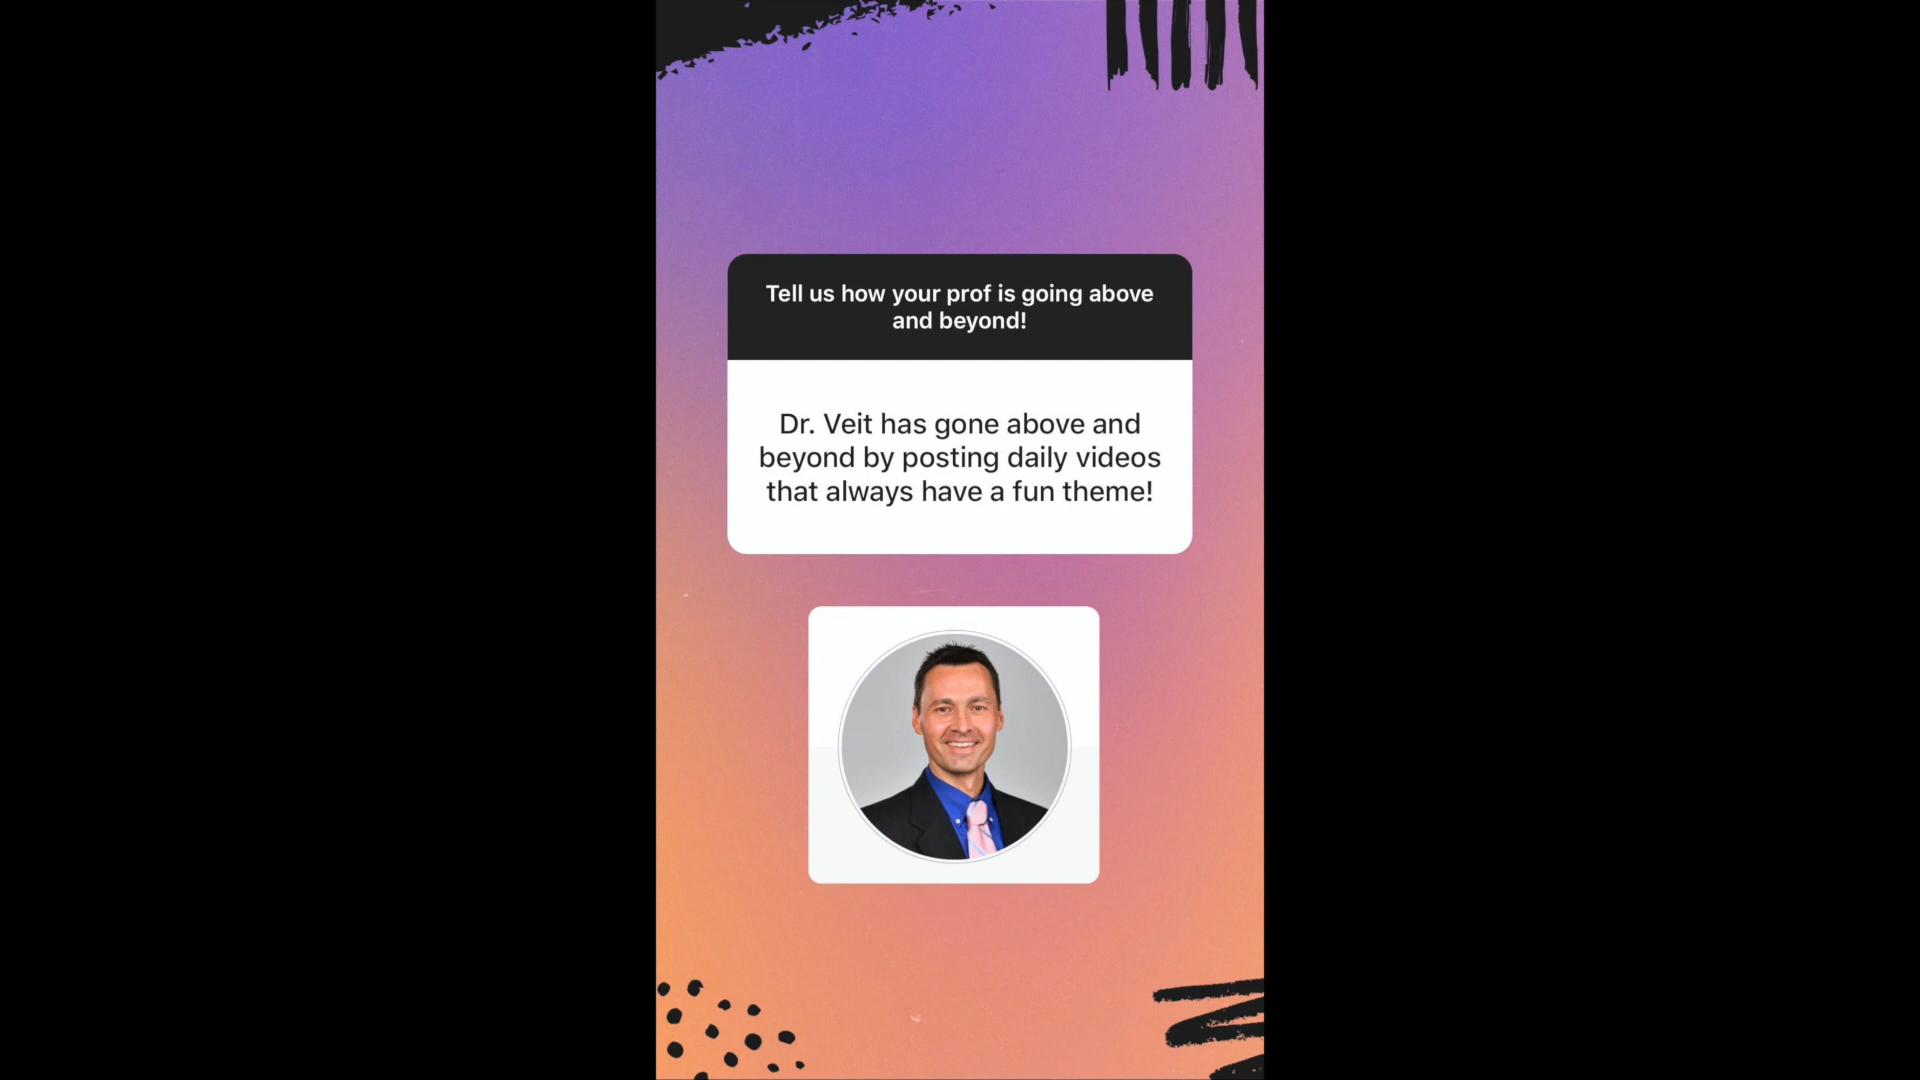 Tell us how your prof is going above
and beyond!
Dr. Veit has gone above and
beyond by posting daily videos
that always have a fun theme!